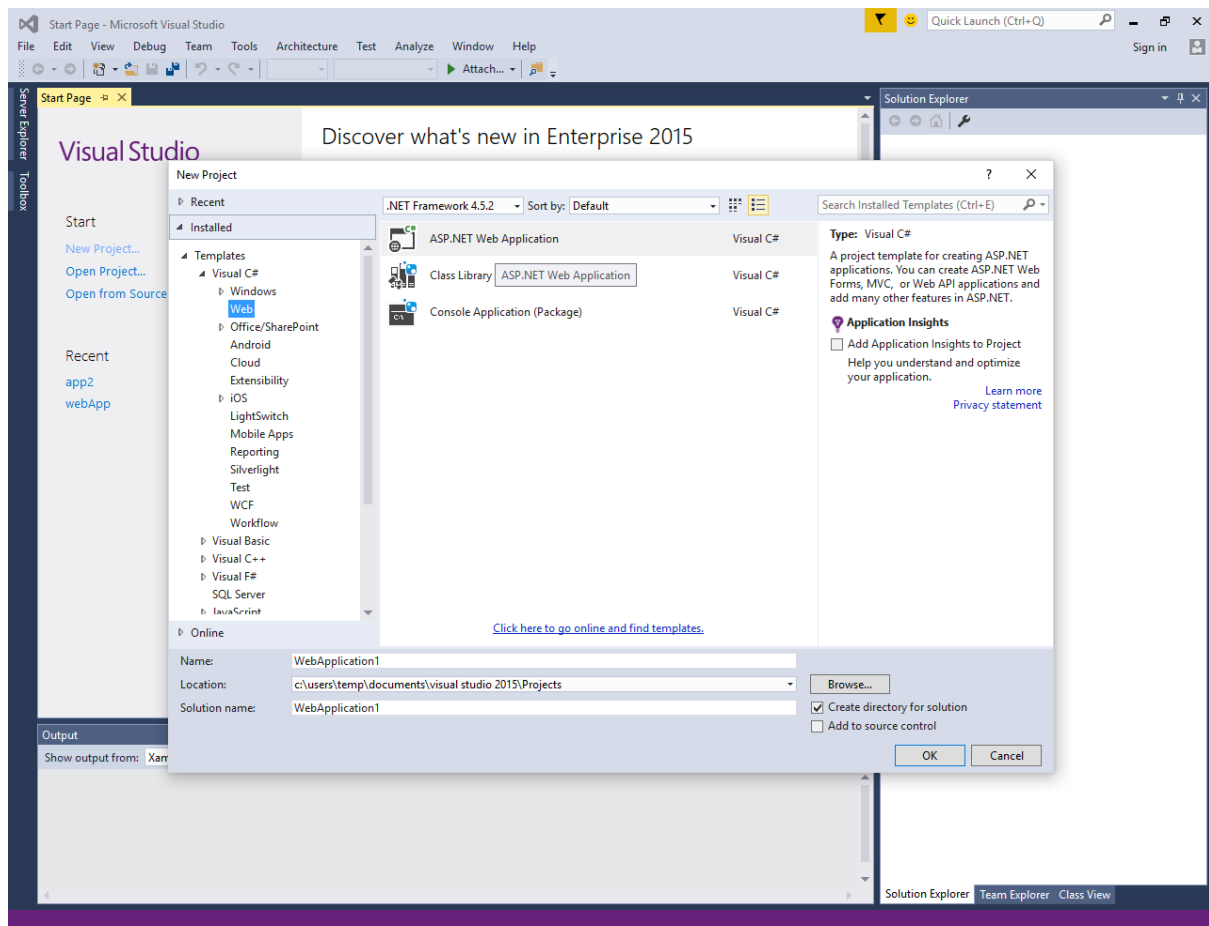 Start Page - Microsoft Visual Studio
Quick Launch (Ctrl+Q)
File Edit View Debug Team Tools Architecture Test Analyze Window Help
Sign in
Attach...
Server Explorer
Toolbox
Start Page
Solution Explorer
Visual Studio
Discover what's new in Enterprise 2015
Start
New Project...
Open Project...
Open from Source
Recent
app2
webApp
New Project
?
Recent
Installed
.NET Framework 4.5.2 Sort by: Default
Search Installed Templates (Ctrl+E)
Templates
Visual C#
Windows
Web
Office/SharePoint
Android
Cloud
Extensibility
iOS
LightSwitch
Mobile Apps
Reporting
Silverlight
Test
WCF
Workflow
Visual Basic
Visual C++
Visual F#
SQL Server
JavaScript
Online
ASP.NET Web Application Visual C#
Class Library ASP.NET Web Application Visual C#
Console Application (Package) Visual C#
Click here to go online and find templates.
Type: Visual C#
A project template for creating ASP.NET
applications. You can create ASP.NET Web
Forms, MVC, or Web API applications and
add many other features in ASP.NET.
Application Insights
Add Application Insights to Project
Help you understand and optimize
your application.
Learn more
Privacy statement
Name: WebApplication1
Location: c:\users\temp\documents\visual studio 2015\Projects Browse...
Solution name: WebApplication1
Create directory for solution
Add to source control
OK Cancel
Output
Show output from: Xam
Solution Explorer Team Explorer Class View